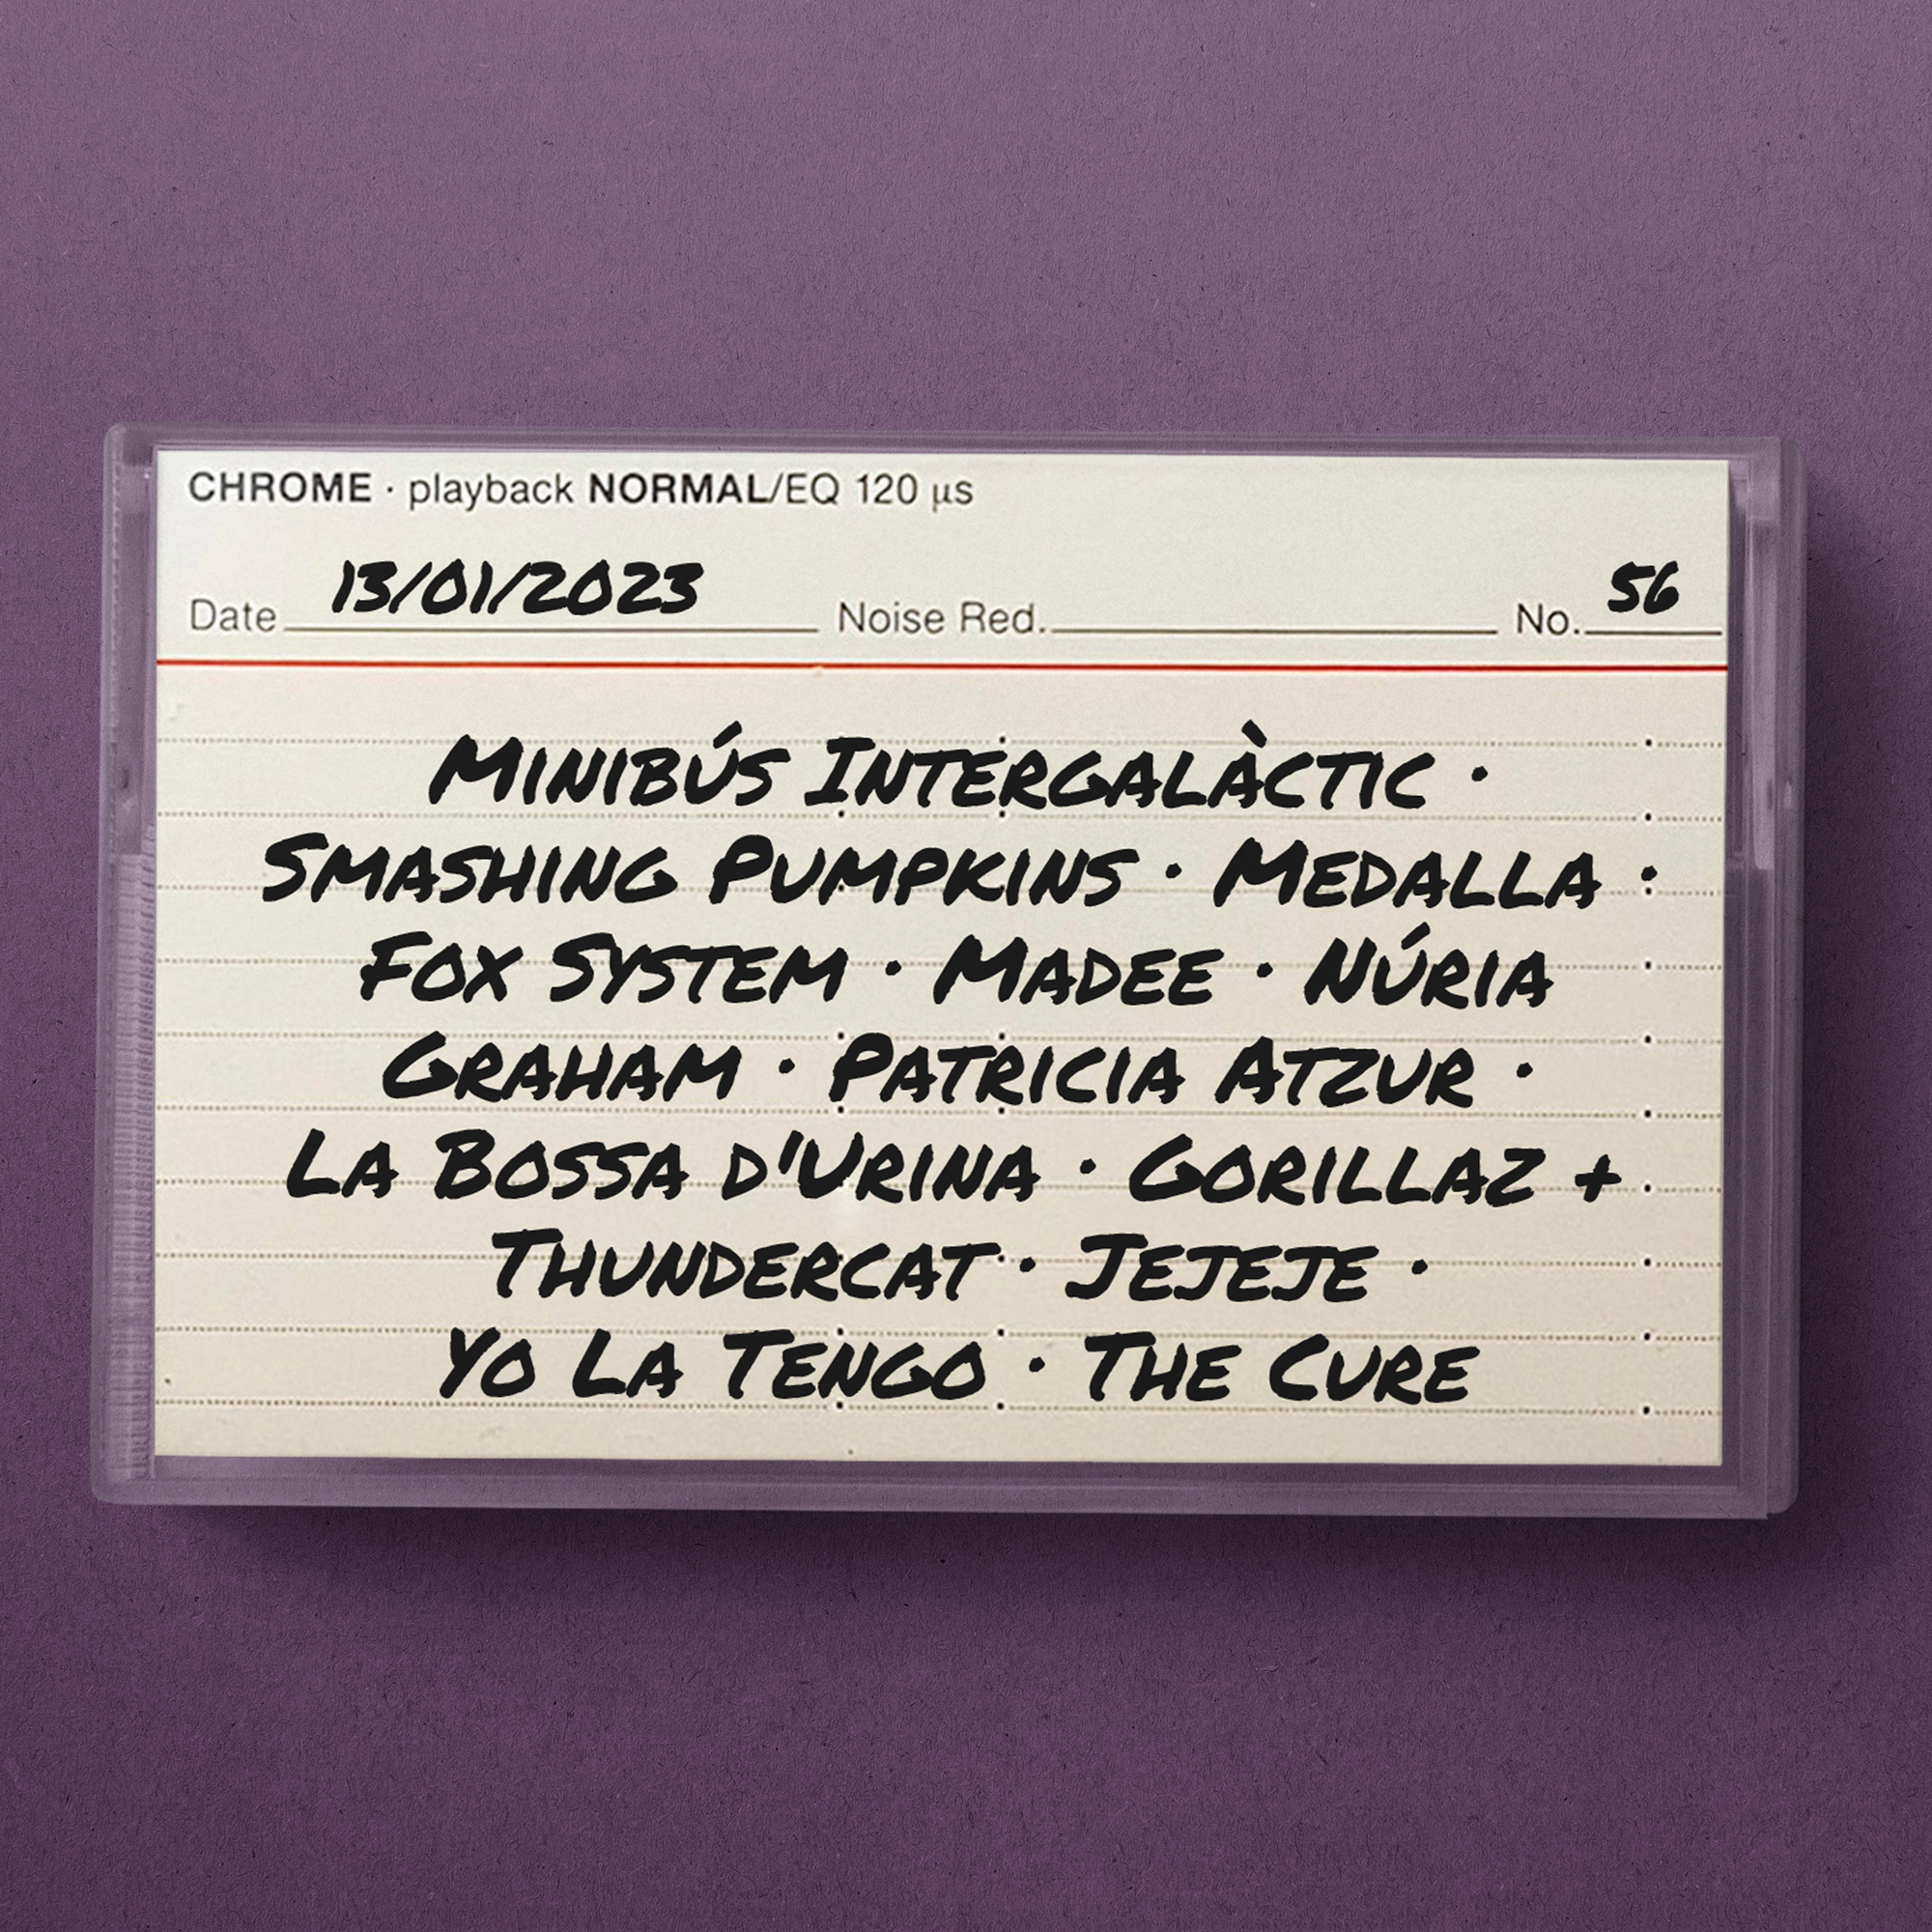 CHROME · playback NORMAL/EQ 120 µs
Date 13/01/2023 Noise Red. No. 56
MINIBÚS INTERGALÀCTIC ·
SMASHING PUMPKINS · MEDALLA ·
FOX SYSTEM · MADEE · NÚRIA
GRAHAM · PATRICIA ATZUR ·
LA BOSSA D'URINA · GORILLAZ +
THUNDERCAT · JEJEJE ·
YO LA TENGO · THE CURE